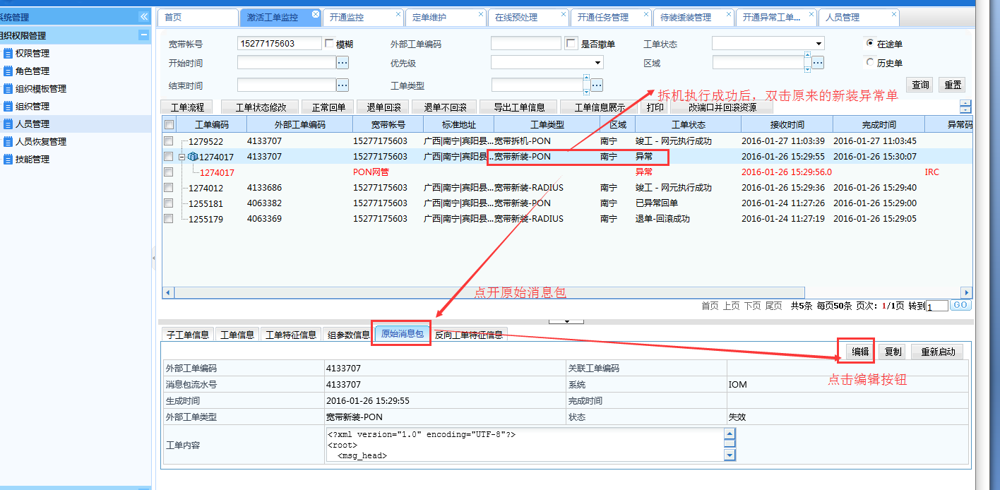 系统管理
组织权限管理
权限管理
角色管理
组织模板管理
组织管理
人员管理
人员恢复管理
技能管理
首页 激活工单监控 开通监控 定单维护 在线预处理 开通任务管理 待装缓装管理 开通异常工单... 人员管理
宽带帐号 15277175603 模糊 外部工单编码 是否撤单 工单状态 在途单
开始时间 优先级 区域 历史单
结束时间 工单类型 查询 重置
拆机执行成功后，双击原来的新装异常单
工单流程 工单状态修改 正常回单 退单回滚 退单不回滚 导出工单信息 工单信息展示 打印 改端口并回滚资源
工单编码 外部工单编码 宽带帐号 标准地址 工单类型 区域 工单状态 接收时间 完成时间 异常码
1279522 4133707 15277175603 广西|南宁|宾阳县... 宽带拆机-PON 南宁 竣工 - 网元执行成功 2016-01-27 11:03:39 2016-01-27 11:03:45
1274017 4133707 15277175603 广西|南宁|宾阳县... 宽带新装-PON 南宁 异常 2016-01-26 15:29:55 2016-01-26 15:30:07
1274017 PON网管 异常 2016-01-26 15:29:56.0 IRC
1274012 4133686 15277175603 广西|南宁|宾阳县... 宽带新装-RADIUS 南宁 竣工 - 网元执行成功 2016-01-26 15:29:36 2016-01-26 15:29:40
1255181 4063382 15277175603 广西|南宁|宾阳县... 宽带新装-PON 南宁 已异常回单 2016-01-24 11:27:26 2016-01-26 15:29:00
1255179 4063369 15277175603 广西|南宁|宾阳县... 宽带新装-RADIUS 南宁 退单-回滚成功 2016-01-24 11:27:19 2016-01-26 15:29:05
点开原始消息包
首页 上页 下页 尾页 共5条 每页50条 页次：1/1页 转到 1 GO
子工单信息 工单信息 工单特征信息 组参数信息 原始消息包 反向工单特征信息
编辑 复制 重新启动
点击编辑按钮
外部工单编码 4133707 关联工单编码
消息包流水号 4133707 系统 IOM
生成时间 2016-01-26 15:29:55 完成时间
外部工单类型 宽带新装-PON 状态 失效
工单内容 <?xml version="1.0" encoding="UTF-8"?>
<root>
<msg_head>